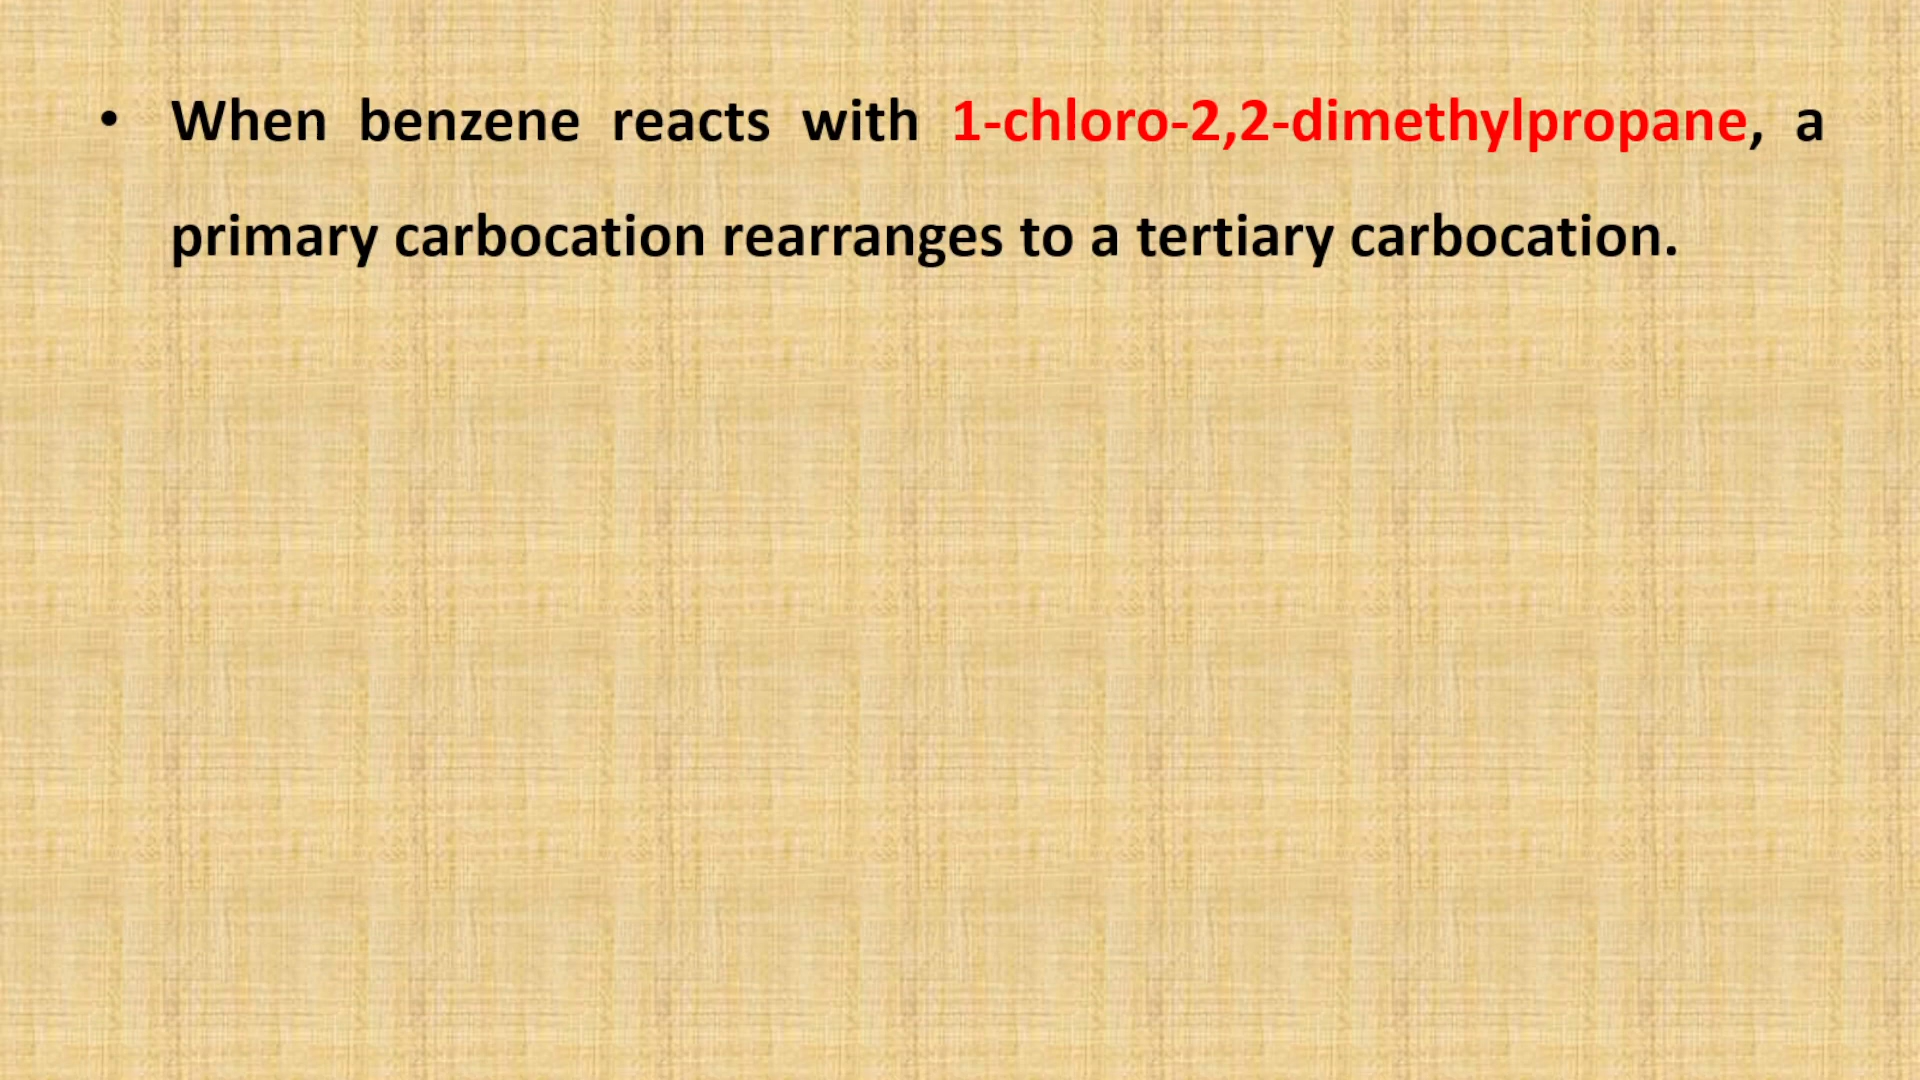 • When benzene reacts with 1-chloro-2,2-dimethylpropane, a
primary carbocation rearranges to a tertiary carbocation.